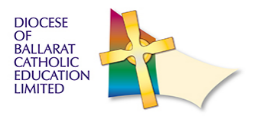 DIOCESE
OF
BALLARAT
CATHOLIC
EDUCATION
LIMITED